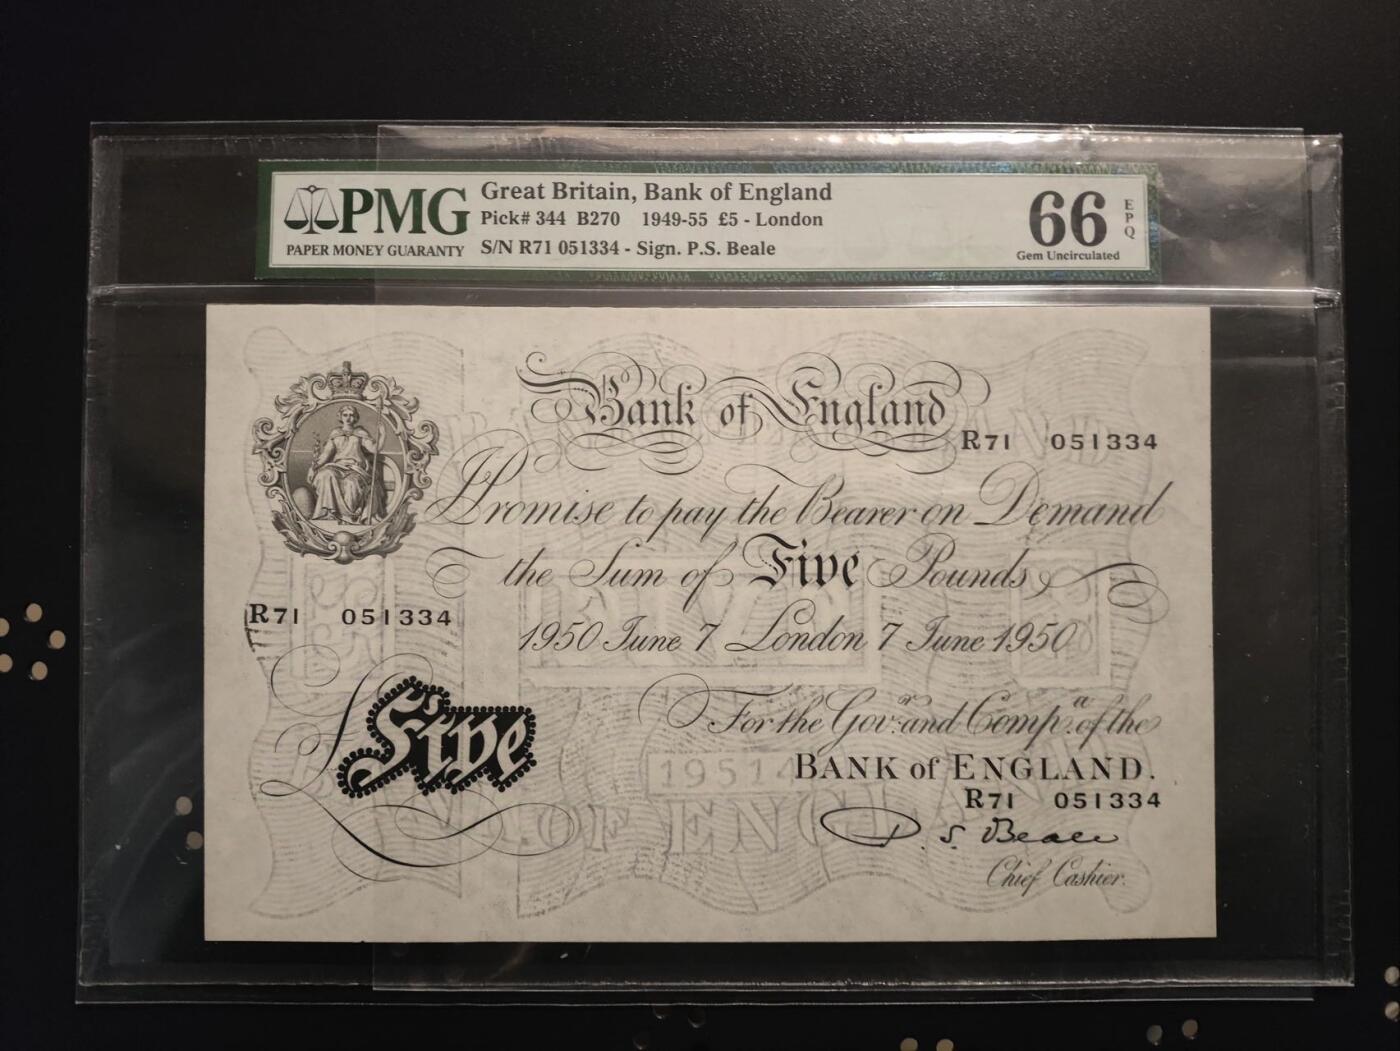 PMG
PAPER MONEY GUARANTY
Great Britain, Bank of England
Pick# 344 B270 1949-55 £5 - London
S/N R71 051334 - Sign. P.S. Beale
66
EPQ
Gem Uncirculated
Bank of England
R71 051334
I Promise to pay the Bearer on Demand
the Sum of Five Pounds
R71 051334
1950 June 7 London 7 June 1950
For the Govr. and Compa. of the
Five
BANK of ENGLAND.
R71 051334
P. S. Beale
Chief Cashier.
OF ENGLAND